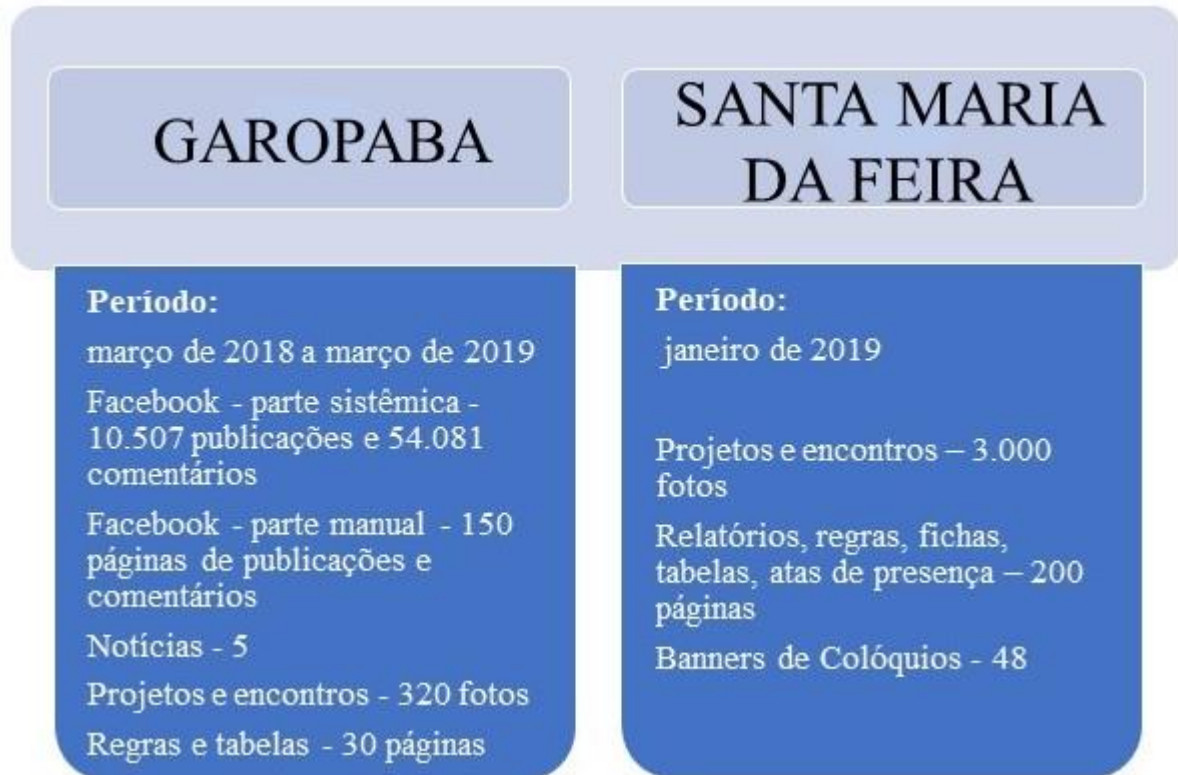 GAROPABA
Período:
março de 2018 a março de 2019
Facebook - parte sistêmica -
10.507 publicações e 54.081
comentários
Facebook - parte manual - 150
páginas de publicações e
comentários
Notícias - 5
Projetos e encontros - 320 fotos
Regras e tabelas - 30 páginas
SANTA MARIA
DA FEIRA
Período:
janeiro de 2019
Projetos e encontros – 3.000
fotos
Relatórios, regras, fichas,
tabelas, atas de presença – 200
páginas
Banners de Colóquios - 48